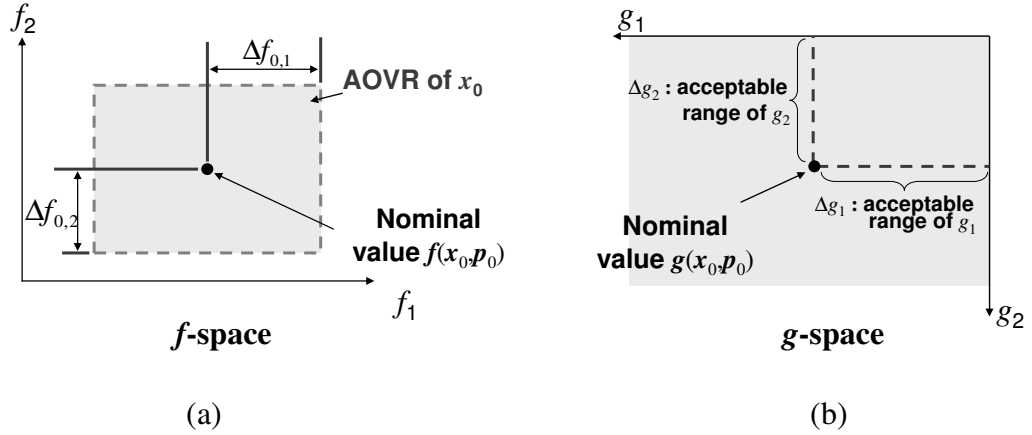 f₂
Δf₀,₁
AOVR of x₀
Δf₀,₂
Nominal
value f(x₀,p₀)
f₁
f-space
(a)
g₁
Δg₂ : acceptable
range of g₂
Δg₁ : acceptable
range of g₁
Nominal
value g(x₀,p₀)
g₂
g-space
(b)